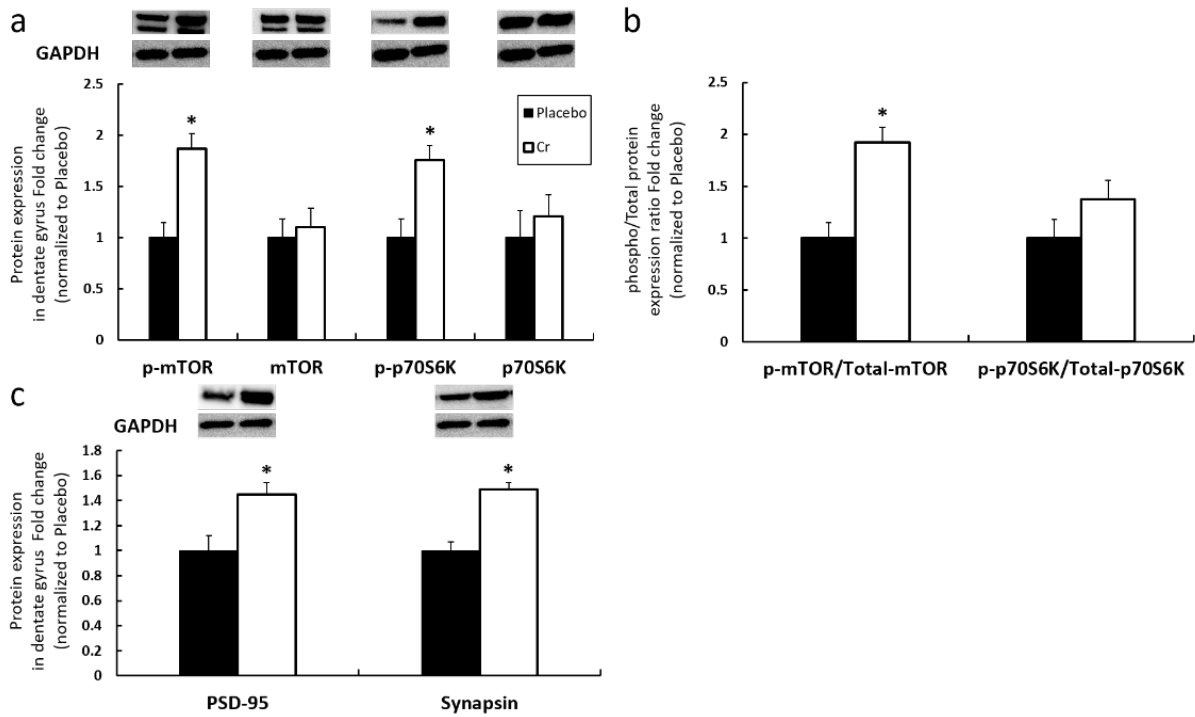 a
GAPDH
Protein expression
in dentate gyrus Fold change
(normalized to Placebo)
2.5
2
1.5
1
0.5
0
*
*
Placebo
Cr
p-mTOR mTOR p-p70S6K p70S6K
b
phospho/Total protein
expression ratio Fold change
(normalized to Placebo)
2.5
2
1.5
1
0.5
0
*
p-mTOR/Total-mTOR p-p70S6K/Total-p70S6K
c
GAPDH
Protein expression
in dentate gyrus Fold change
(normalized to Placebo)
1.8
1.6
1.4
1.2
1
0.8
0.6
0.4
0.2
0
*
*
PSD-95 Synapsin